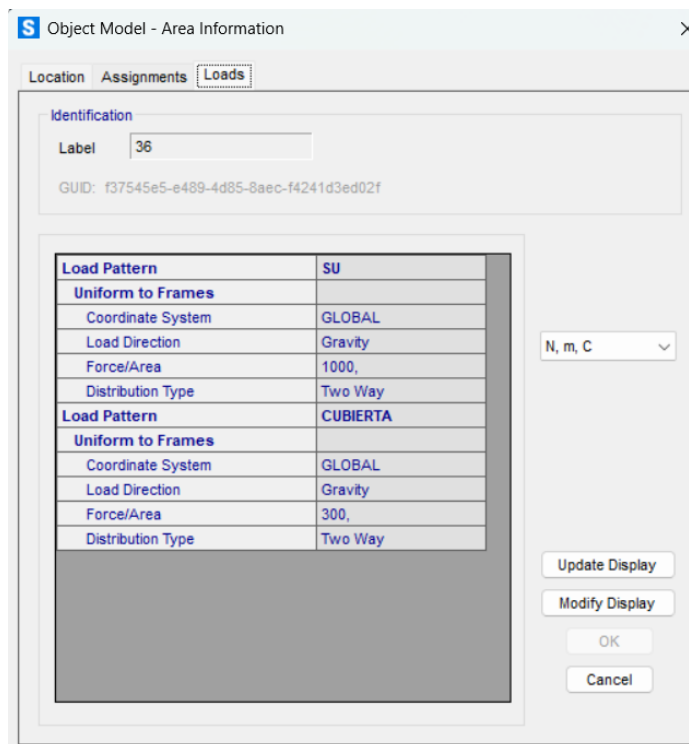 S Object Model - Area Information
Location Assignments Loads
Identification
Label 36
GUID: f37545e5-e489-4d85-8aec-f4241d3ed02f
Load Pattern SU
Uniform to Frames
Coordinate System GLOBAL
Load Direction Gravity
Force/Area 1000,
Distribution Type Two Way
Load Pattern CUBIERTA
Uniform to Frames
Coordinate System GLOBAL
Load Direction Gravity
Force/Area 300,
Distribution Type Two Way
N, m, C
Update Display
Modify Display
OK
Cancel